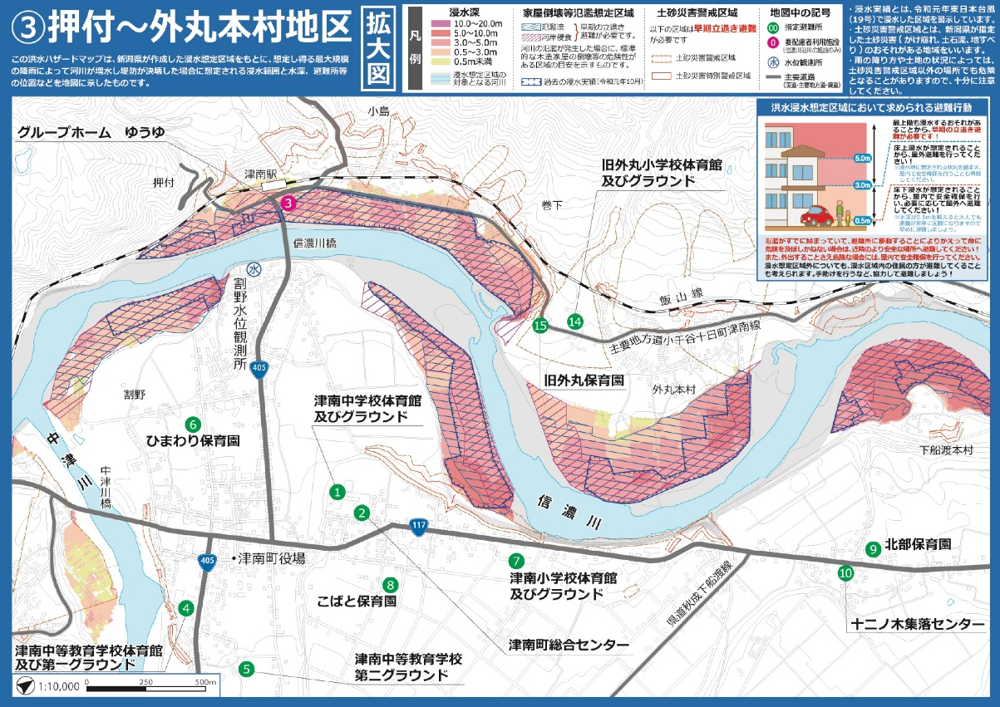 ③押付～外丸本村地区
拡大図
この洪水ハザードマップは、新潟県が作成した浸水想定区域をもとに、想定し得る最大規模
の降雨によって河川が増水し堤防が決壊した場合に想定される浸水範囲と水深、避難所等
の位置などを地図に示したものです。
凡例
浸水深
10.0～20.0m
5.0～10.0m
3.0～5.0m
0.5～3.0m
0.5m未満
浸水想定区域の
対象となる河川
家屋倒壊等氾濫想定区域
氾濫流
河岸侵食
早期の立退き
避難が必要です。
河川の氾濫が発生した場合に、標準
的な木造家屋の倒壊等の危険性が
ある区域の目安を示すものです。
過去の浸水実績(令和元年10月)
土砂災害警戒区域
以下の区域は早期立退き避難
が必要です
土砂災害警戒区域
土砂災害特別警戒区域
地図中の記号
00 指定避難所
0 要配慮者利用施設
(信濃川沿川の施設のみ)
水 水位観測所
主要道路
(国道・主要地方道・県道)
・浸水実績とは、令和元年東日本台風
(19号)で浸水した区域を図示しています。
・土砂災害警戒区域とは、新潟県が指定
した土砂災害(がけ崩れ、土石流、地すべ
り)のおそれがある地域をいいます。
・雨の降り方や土地の状況によっては、
土砂災害警戒区域以外の場所でも危険
となることがありますので、十分に注意
してください。
洪水浸水想定区域において求められる避難行動
最上階も浸水するおそれがあ
ることから、早期の立退き避
難が必要です！
5.0m
床上浸水が想定されること
から、屋外避難を行ってくだ
さい！
3.0m
床下浸水が想定されること
から、屋内で安全確保を行
い、必要に応じて屋外へ避難
してください！
0.5m
氾濫がすでに始まっていて、避難所に移動することによりかえって命に
危険を及ぼしかねない場合は、近隣のより安全な場所へ避難してください！
また、外出することさえ危険な場合には、屋内で安全確保を行ってください。
浸水想定区域外についても、浸水区域内の住民の方が避難してくること
も考えられます。手助けを行うなど、協力して避難しましょう！
グループホーム ゆうゆ
小島
押付
津南駅
3
信濃川橋
水
割野水位観測所
旧外丸小学校体育館
及びグラウンド
巻下
飯山線
主要地方道小千谷十日町津南線
15
14
旧外丸保育園
外丸本村
下船渡本村
405
割野
6
ひまわり保育園
津南中学校体育館
及びグラウンド
中津川
中津川橋
信濃川
1
2
117
405
・津南町役場
7
津南小学校体育館
及びグラウンド
8
こばと保育園
9
北部保育園
10
十二ノ木集落センター
県道秋成下船渡線
4
津南中等教育学校体育館
及び第一グラウンド
津南町総合センター
5
津南中等教育学校
第二グラウンド
1:10,000
0
250
500m